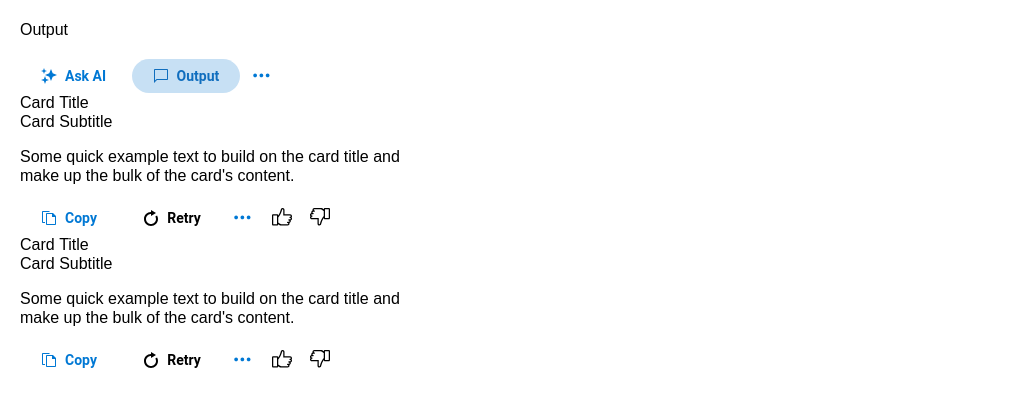 Output
Ask AI Output
Card Title
Card Subtitle
Some quick example text to build on the card title and
make up the bulk of the card's content.
Copy Retry
Card Title
Card Subtitle
Some quick example text to build on the card title and
make up the bulk of the card's content.
Copy Retry